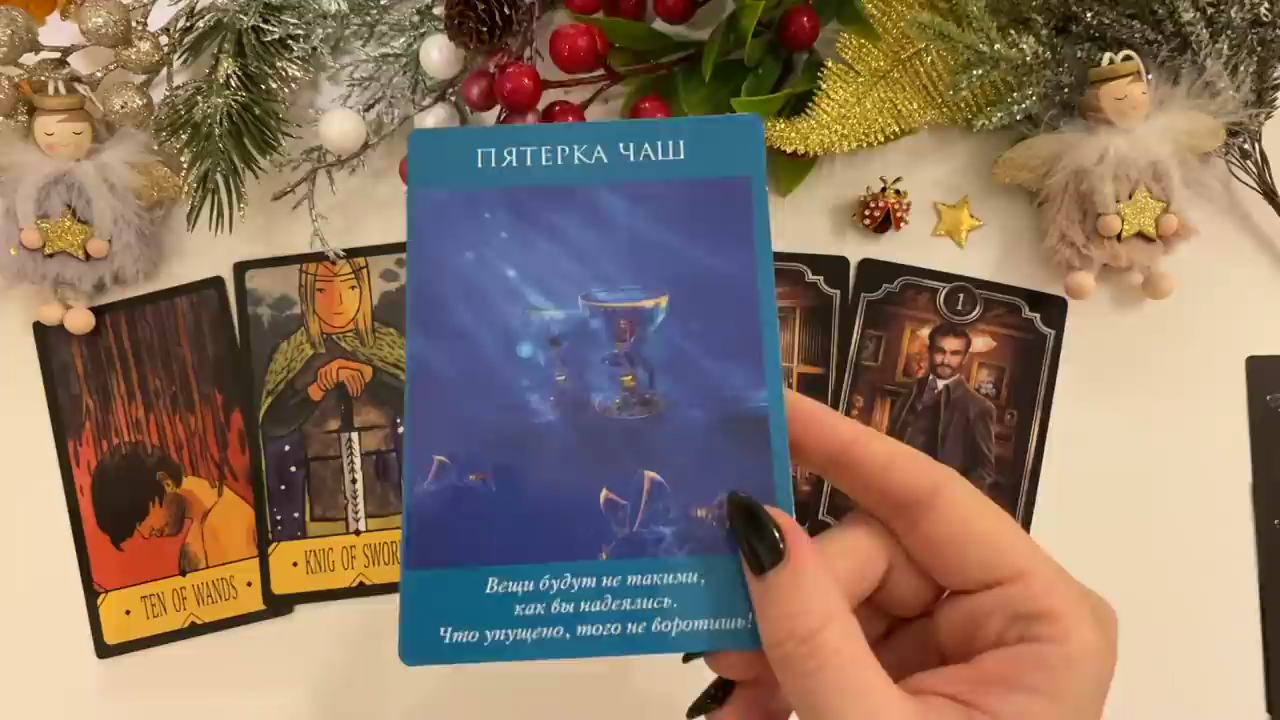 ПЯТЕРКА ЧАШ
Вещи будут не такими,
как вы надеялись.
Что упущено, того не воротишь!
TEN OF WANDS
KNIG OF SWOR
1